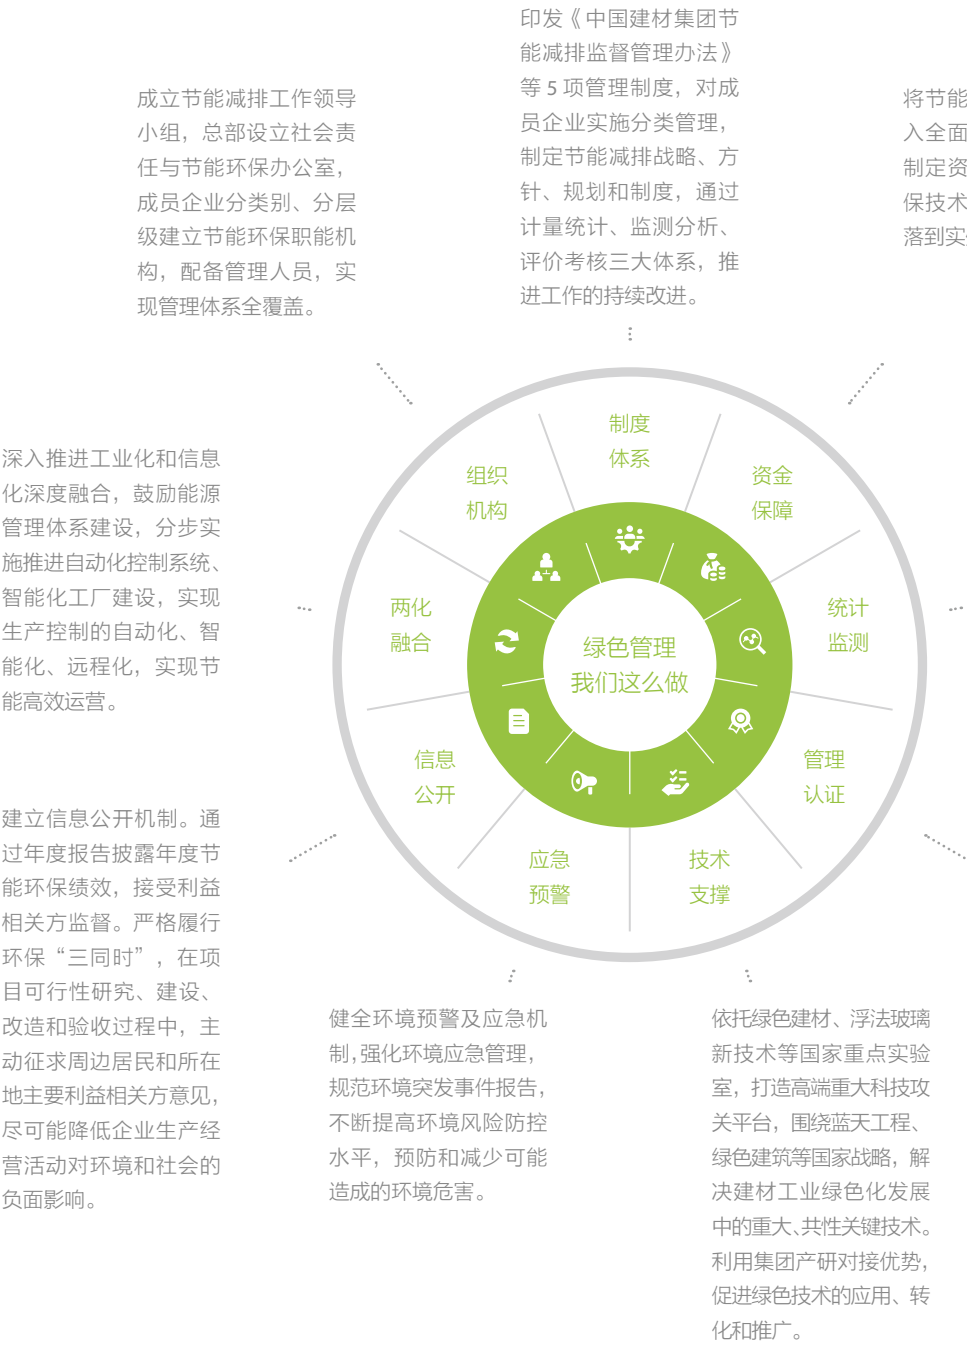 印发《中国建材集团节
能减排监督管理办法》
等 5 项管理制度，对成
员企业实施分类管理，
制定节能减排战略、方
针、规划和制度，通过
计量统计、监测分析、
评价考核三大体系，推
进工作的持续改进。
成立节能减排工作领导
小组，总部设立社会责
任与节能环保办公室，
成员企业分类别、分层
级建立节能环保职能机
构，配备管理人员，实
现管理体系全覆盖。
将节能
入全面
制定资
保技术
落到实
制度
体系
组织
机构
资金
保障
两化
融合
统计
监测
绿色管理
我们这么做
信息
公开
管理
认证
应急
预警
技术
支撑
深入推进工业化和信息
化深度融合，鼓励能源
管理体系建设，分步实
施推进自动化控制系统、
智能化工厂建设，实现
生产控制的自动化、智
能化、远程化，实现节
能高效运营。
建立信息公开机制。通
过年度报告披露年度节
能环保绩效，接受利益
相关方监督。严格履行
环保“三同时”，在项
目可行性研究、建设、
改造和验收过程中，主
动征求周边居民和所在
地主要利益相关方意见，
尽可能降低企业生产经
营活动对环境和社会的
负面影响。
健全环境预警及应急机
制，强化环境应急管理，
规范环境突发事件报告，
不断提高环境风险防控
水平，预防和减少可能
造成的环境危害。
依托绿色建材、浮法玻璃
新技术等国家重点实验
室，打造高端重大科技攻
关平台，围绕蓝天工程、
绿色建筑等国家战略，解
决建材工业绿色化发展
中的重大、共性关键技术。
利用集团产研对接优势，
促进绿色技术的应用、转
化和推广。